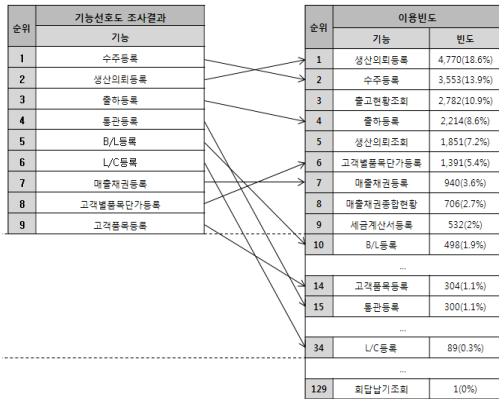 순위 기능선호도 조사결과
기능
1 수주등록
2 생산의뢰등록
3 출하등록
4 통관등록
5 B/L등록
6 L/C등록
7 매출채권등록
8 고객별품목단가등록
9 고객품목등록
순위 이용빈도
기능 빈도
1 생산의뢰등록 4,770(18.6%)
2 수주등록 3,553(13.9%)
3 출고현황조회 2,782(10.9%)
4 출하등록 2,214(8.6%)
5 생산의뢰조회 1,851(7.2%)
6 고객별품목단가등록 1,391(5.4%)
7 매출채권등록 940(3.6%)
8 매출채권종합현황 706(2.7%)
9 세금계산서등록 532(2%)
10 B/L등록 498(1.9%)
...
14 고객품목등록 304(1.1%)
15 통관등록 300(1.1%)
...
34 L/C등록 89(0.3%)
...
129 회답납기조회 1(0%)